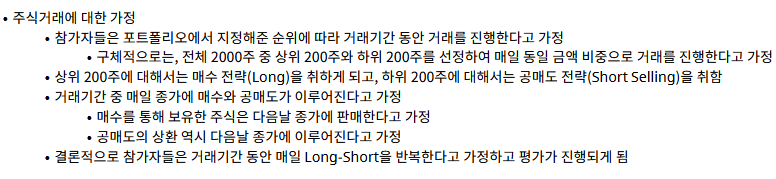 • 주식거래에 대한 가정
• 참가자들은 포트폴리오에서 지정해준 순위에 따라 거래기간 동안 거래를 진행한다고 가정
• 구체적으로는, 전체 2000주 중 상위 200주와 하위 200주를 선정하여 매일 동일 금액 비중으로 거래를 진행한다고 가정
• 상위 200주에 대해서는 매수 전략(Long)을 취하게 되고, 하위 200주에 대해서는 공매도 전략(Short Selling)을 취함
• 거래기간 중 매일 종가에 매수와 공매도가 이루어진다고 가정
• 매수를 통해 보유한 주식은 다음날 종가에 판매한다고 가정
• 공매도의 상환 역시 다음날 종가에 이루어진다고 가정
• 결론적으로 참가자들은 거래기간 동안 매일 Long-Short을 반복한다고 가정하고 평가가 진행되게 됨